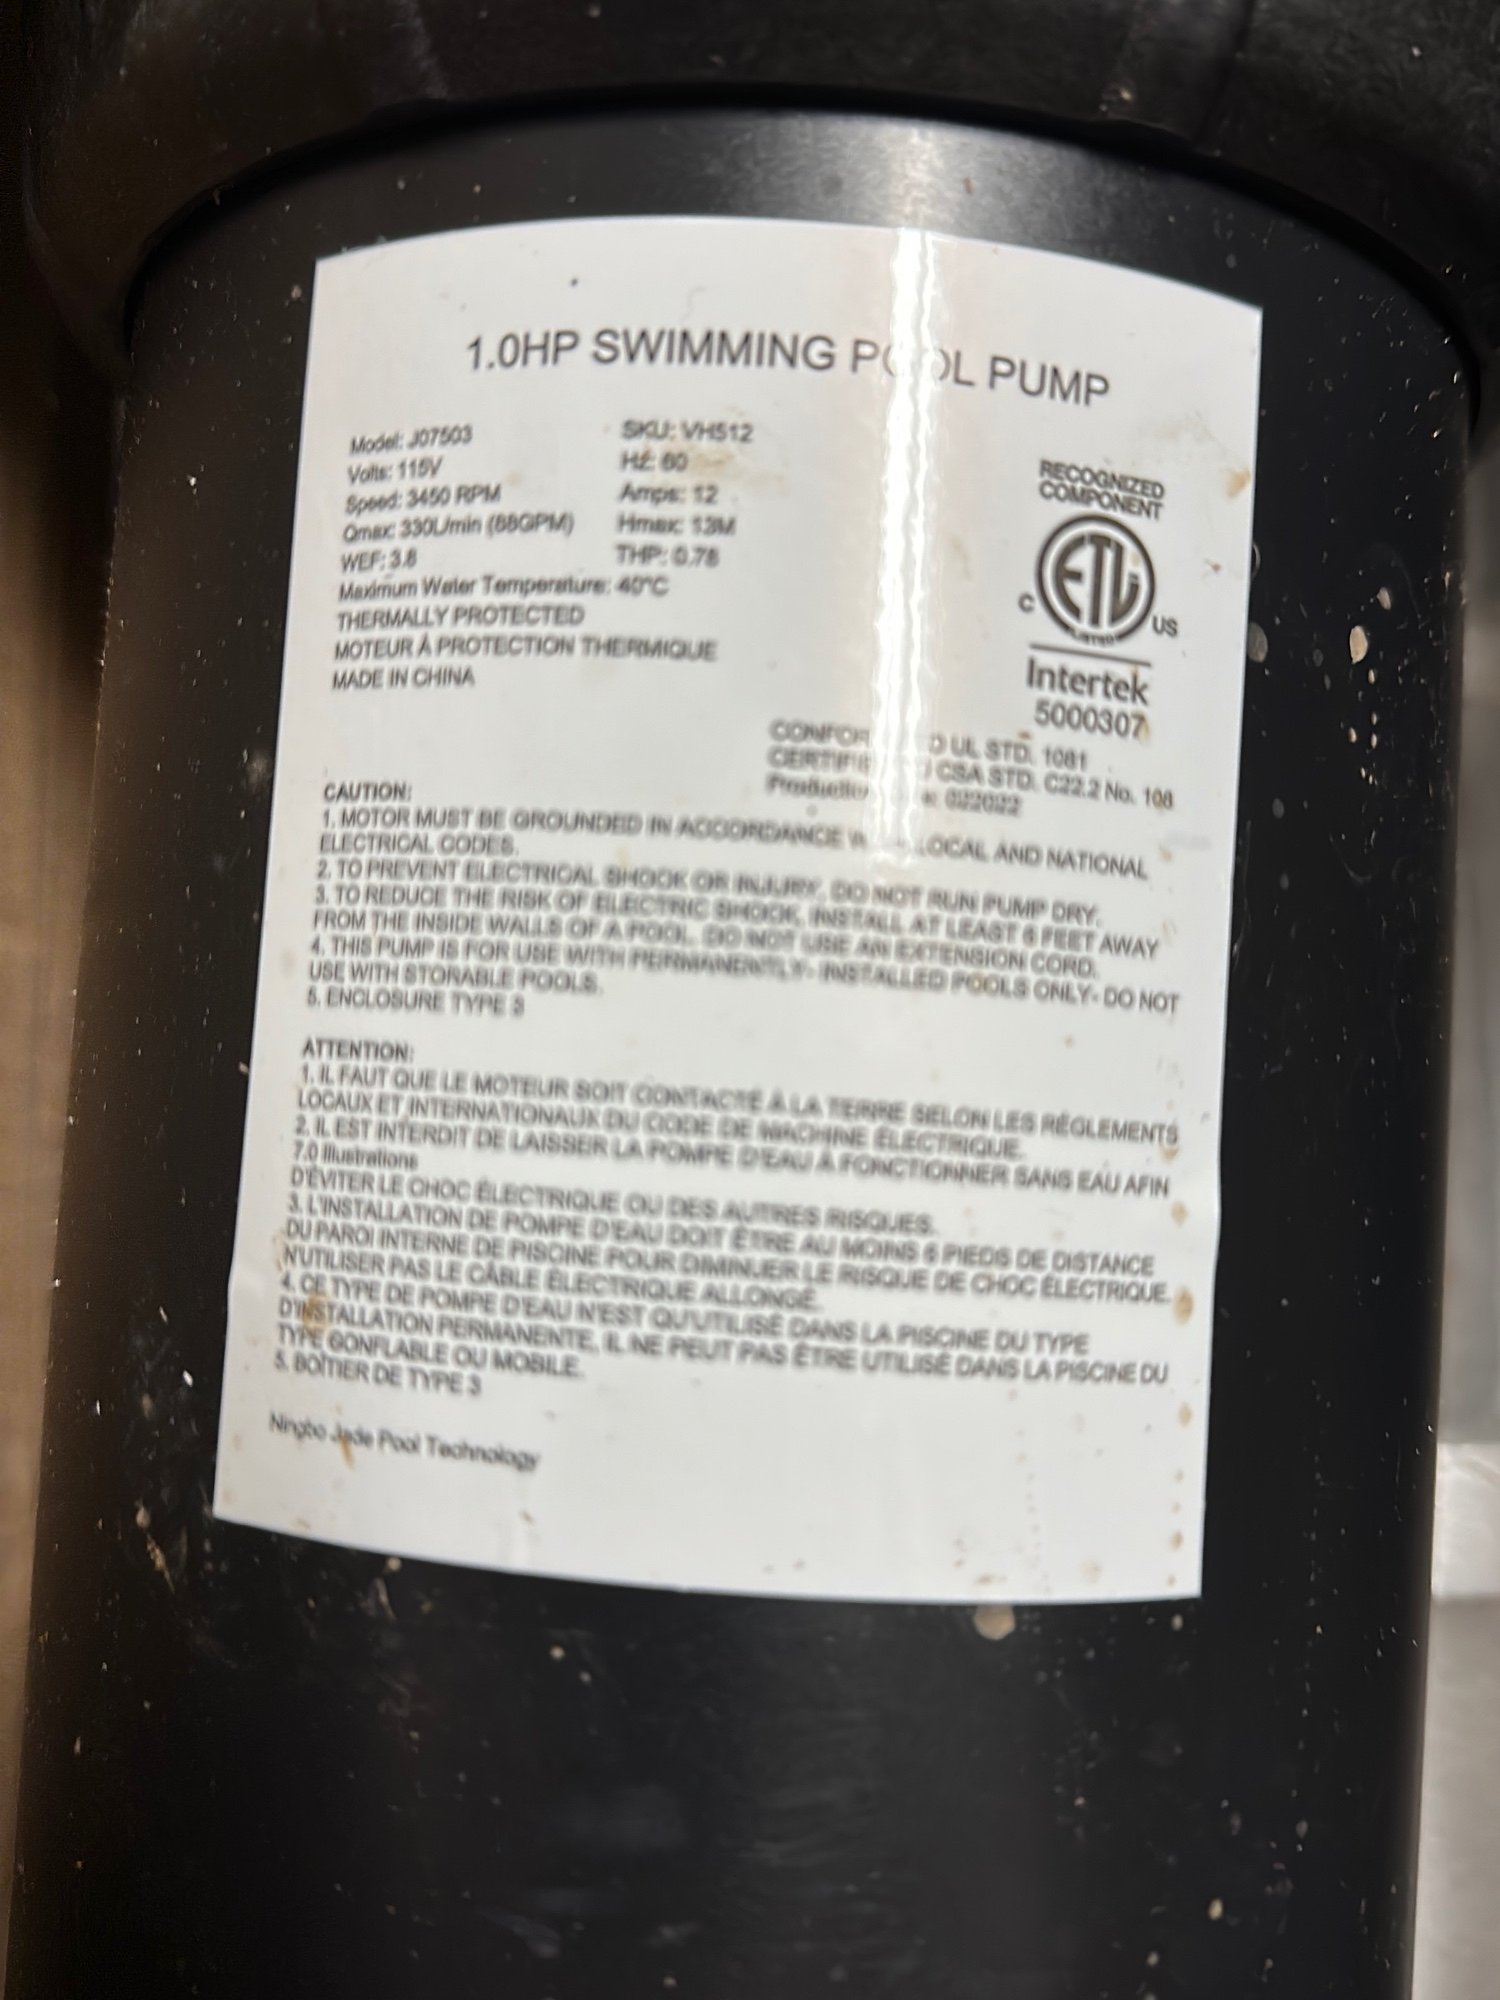 1.0HP SWIMMING POOL PUMP
Model: J07503 SKU: VH512
Volts: 115V Hz: 60
Speed: 3450 RPM Amps: 12
Qmax: 330L/min (88GPM) Hmax: 13M
WEF: 3.8 THP: 0.78
Maximum Water Temperature: 40°C
THERMALLY PROTECTED
MOTEUR À PROTECTION THERMIQUE
MADE IN CHINA
RECOGNIZED
COMPONENT
C ETL US
LISTED
Intertek
5000307
UL STD. 1081
CSA STD. C22.2 No. 108
022022
CAUTION:
1. MOTOR MUST BE GROUNDED IN ACCORDANCE LOCAL AND NATIONAL
ELECTRICAL CODES.
2. TO PREVENT ELECTRICAL SHOCK OR INJURY, DO NOT RUN PUMP DRY.
3. TO REDUCE THE RISK OF ELECTRIC SHOCK, INSTALL AT LEAST 6 FEET AWAY
FROM THE INSIDE WALLS OF A POOL. DO NOT USE AN EXTENSION CORD.
4. THIS PUMP IS FOR USE WITH PERMANENTLY- INSTALLED POOLS ONLY- DO NOT
USE WITH STORABLE POOLS.
5. ENCLOSURE TYPE 3
ATTENTION:
1. IL FAUT QUE LE MOTEUR SOIT CONTACTÉ À LA TERRE SELON LES RÉGLEMENTS
LOCAUX ET INTERNATIONAUX DU CODE DE MACHINE ÉLECTRIQUE.
2. IL EST INTERDIT DE LAISSER LA POMPE D'EAU À FONCTIONNER SANS EAU AFIN
7.0 Illustrations
D'ÉVITER LE CHOC ÉLECTRIQUE OU DES AUTRES RISQUES.
3. L'INSTALLATION DE POMPE D'EAU DOIT ÊTRE AU MOINS 6 PIEDS DE DISTANCE
DU PAROI INTERNE DE PISCINE POUR DIMINUER LE RISQUE DE CHOC ÉLECTRIQUE.
N'UTILISER PAS LE CÂBLE ÉLECTRIQUE ALLONGÉ.
4. CE TYPE DE POMPE D'EAU N'EST QU'UTILISÉ DANS LA PISCINE DU TYPE
D'INSTALLATION PERMANENTE, IL NE PEUT PAS ÊTRE UTILISÉ DANS LA PISCINE DU
TYPE GONFLABLE OU MOBILE.
5. BOÎTIER DE TYPE 3
Ningbo Jade Pool Technology